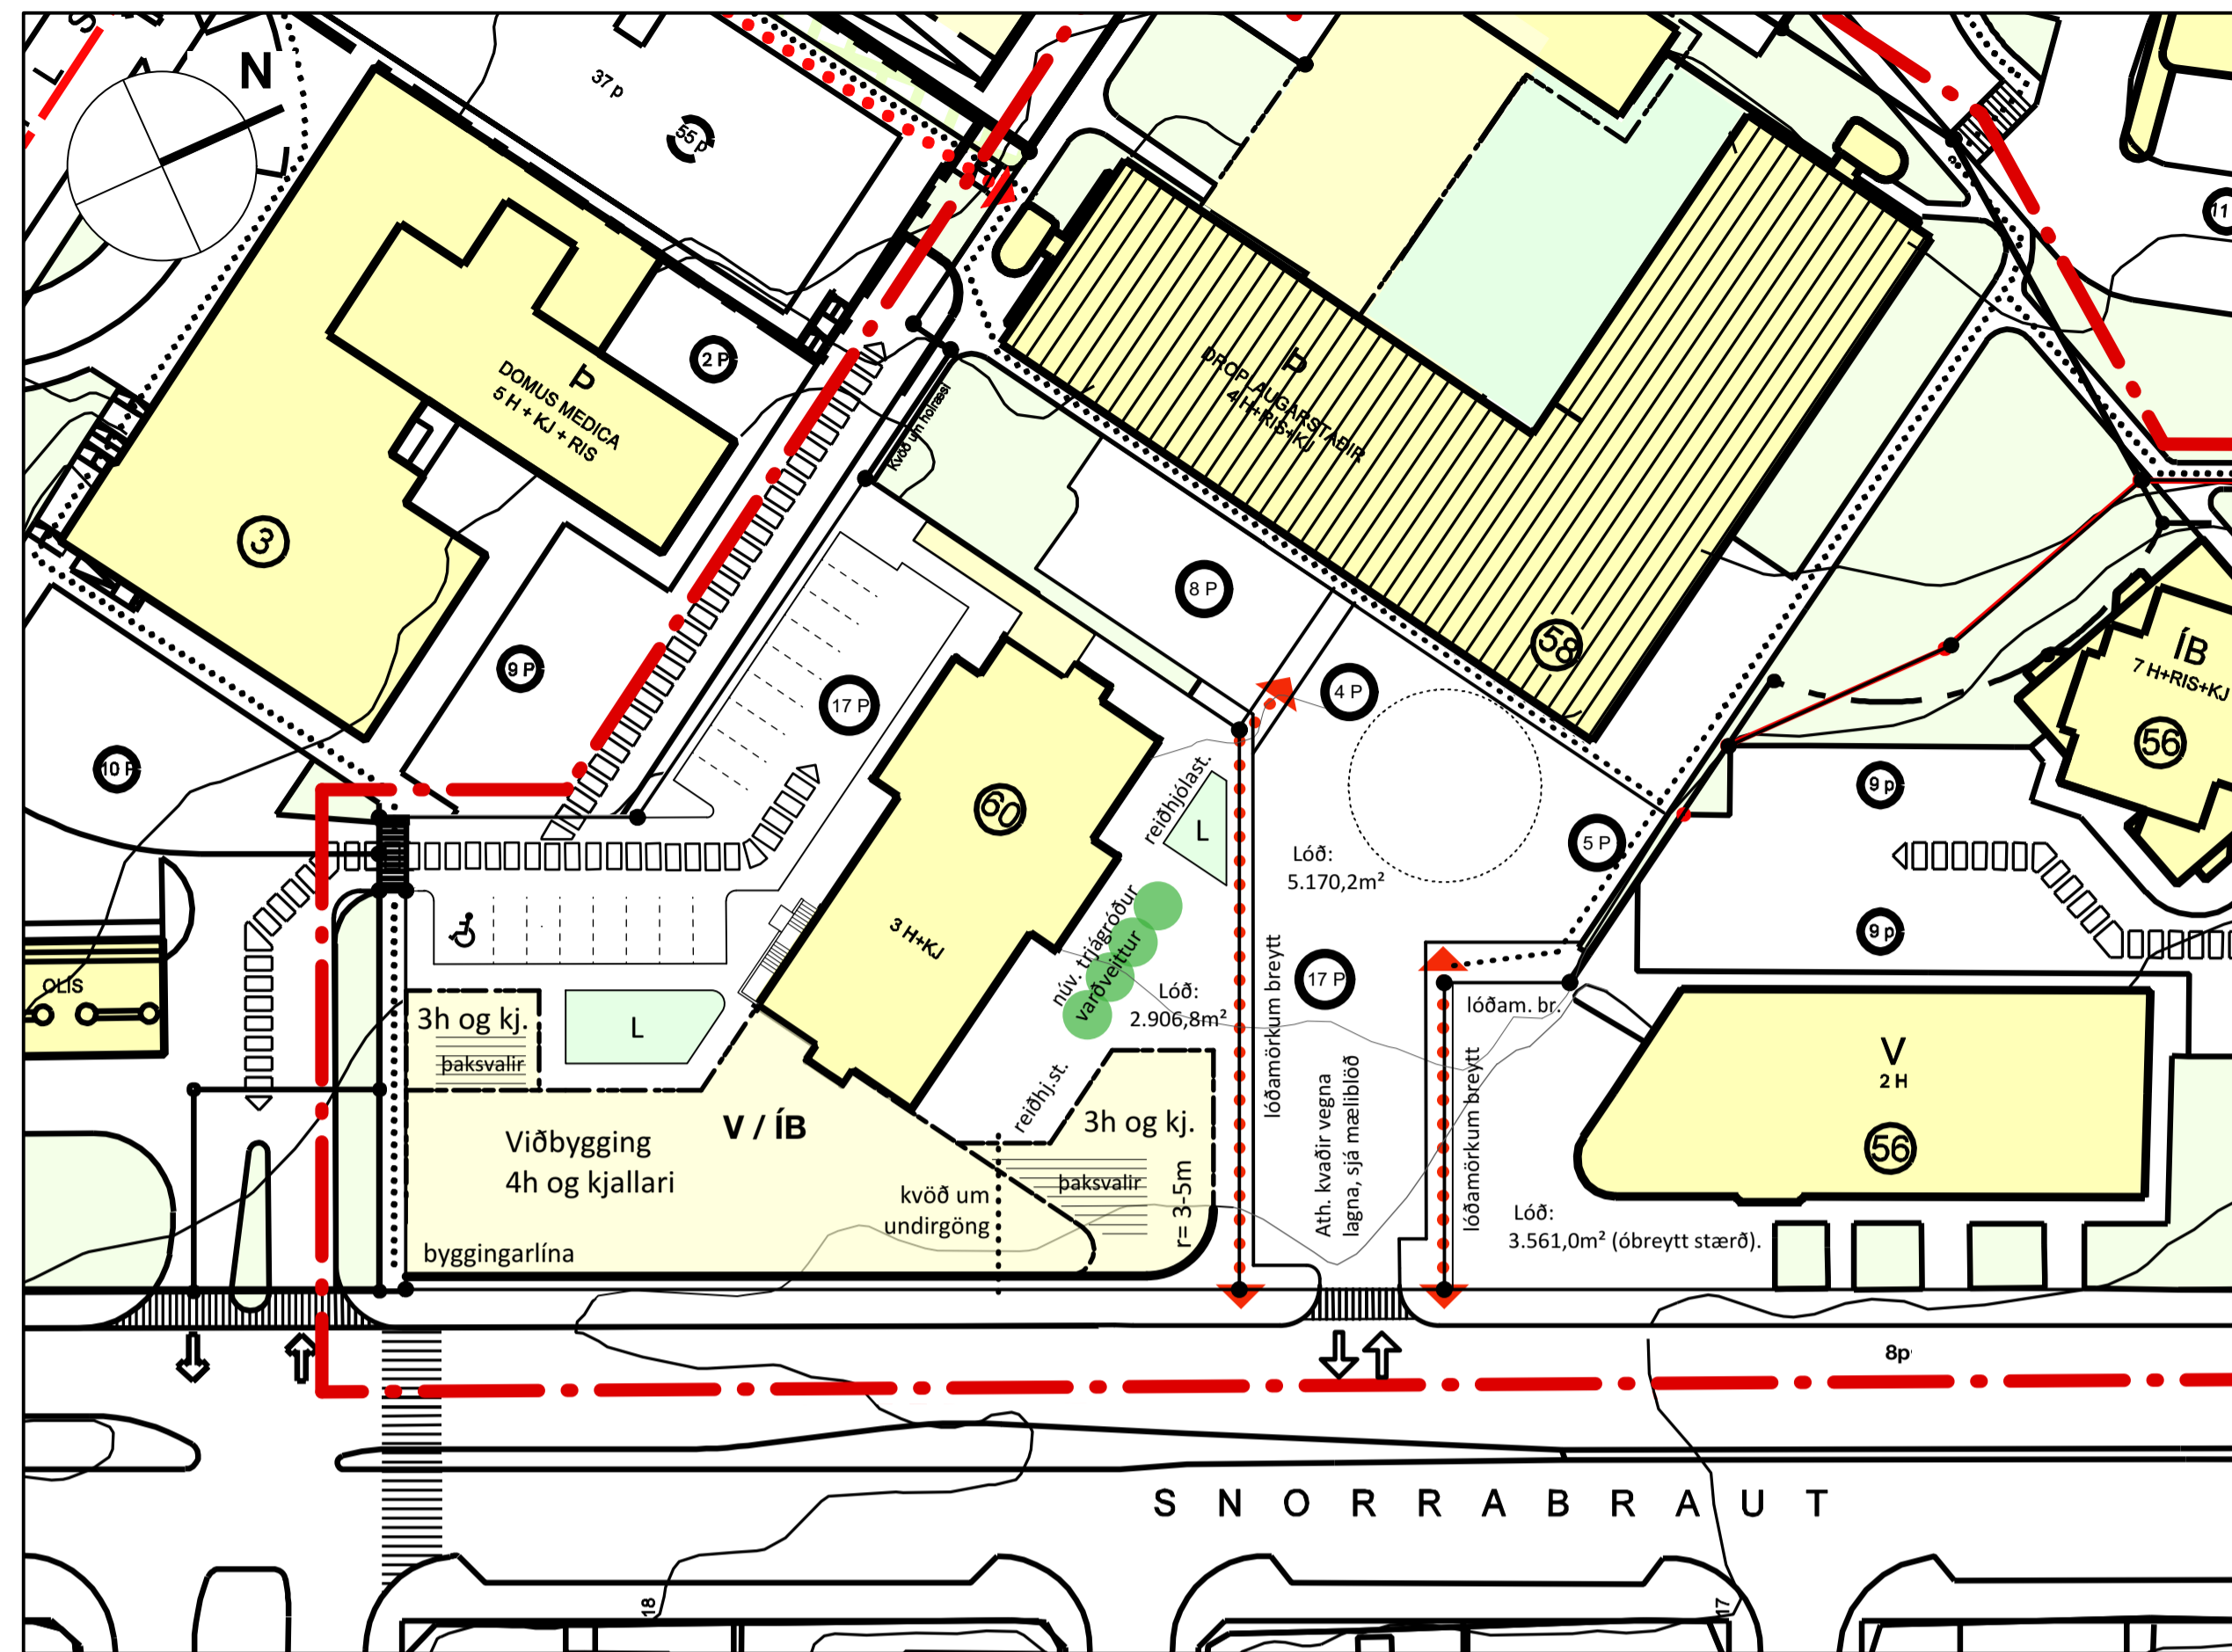 N
37 p
55 p
Þ
DOMUS MEDICA
5 H + KJ + RIS
2 P
3
9 P
10 P
Kvöð um holræsi
Þ
DROPLAUGARSTAÐIR
4 H+RIS+KJ
58
11
8 P
4 P
5 P
17 P
17 P
ÍB
7 H+RIS+KJ
56
9 p
9 p
60
3 H+KJ
reiðhjólast.
L
núv. trjágróður
varðveittur
Lóð:
5.170,2m²
Lóð:
2.906,8m²
lóðamörkum breytt
lóðam. br.
lóðamörkum breytt
Ath. kvaðir vegna
lagna, sjá mæliblöð
OLÍS
3h og kj.
þaksvalir
L
V / ÍB
Viðbygging
4h og kjallari
byggingarlína
kvöð um
undirgöng
reiðhj.st.
3h og kj.
þaksvalir
r= 3-5m
V
2 H
56
Lóð:
3.561,0m² (óbreytt stærð).
8p
SNORRABRAUT
18
17